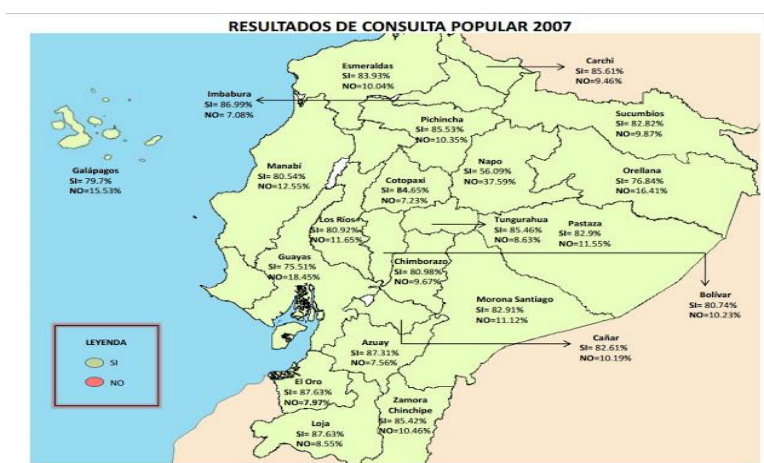 RESULTADOS DE CONSULTA POPULAR 2007
Esmeraldas
SI= 83.93%
NO=10.04%
Carchi
SI= 85.61%
NO=9.46%
Imbabura
SI= 86.99%
NO= 7.08%
Pichincha
SI= 85.53%
NO=10.35%
Sucumbios
SI= 82.82%
NO=9.87%
Galápagos
SI= 79.7%
NO=15.53%
Manabí
SI= 80.54%
NO=12.55%
Cotopaxi
SI= 84.65%
NO=7.23%
Napo
SI= 56.09%
NO=37.59%
Orellana
SI= 76.84%
NO=16.41%
Los Ríos
SI= 80.92%
NO=11.65%
Tungurahua
SI= 85.46%
NO=8.63%
Pastaza
SI= 82.9%
NO=11.55%
Guayas
SI= 75.51%
NO=18.45%
Chimborazo
SI= 80.98%
NO=9.67%
Morona Santiago
SI= 82.91%
NO=11.12%
Bolívar
SI= 80.74%
NO=10.23%
Cañar
SI= 82.61%
NO=10.19%
LEYENDA
SI
NO
Azuay
SI= 87.31%
NO=7.56%
El Oro
SI= 87.63%
NO=7.97%
Zamora
Chinchipe
SI= 85.42%
NO=10.46%
Loja
SI= 87.63%
NO=8.55%